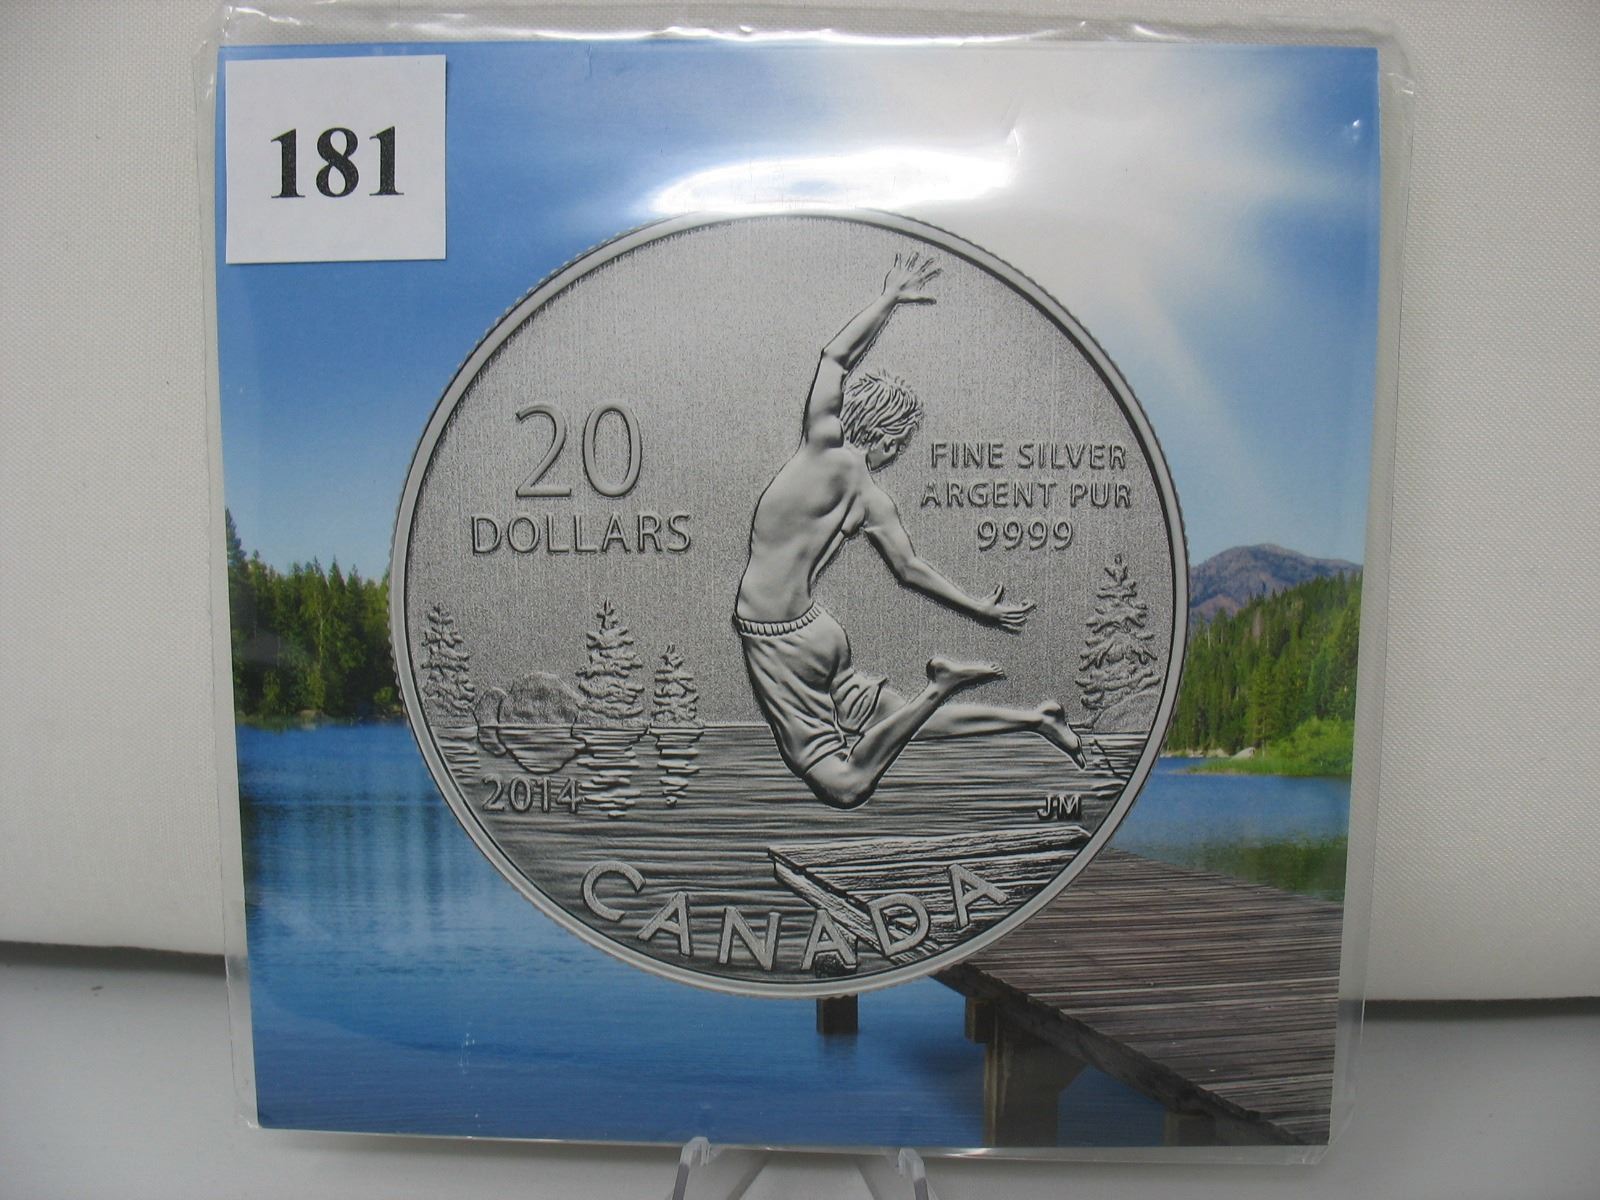 181
20
DOLLARS
FINE SILVER
ARGENT PUR
9999
2014
JM
CANADA